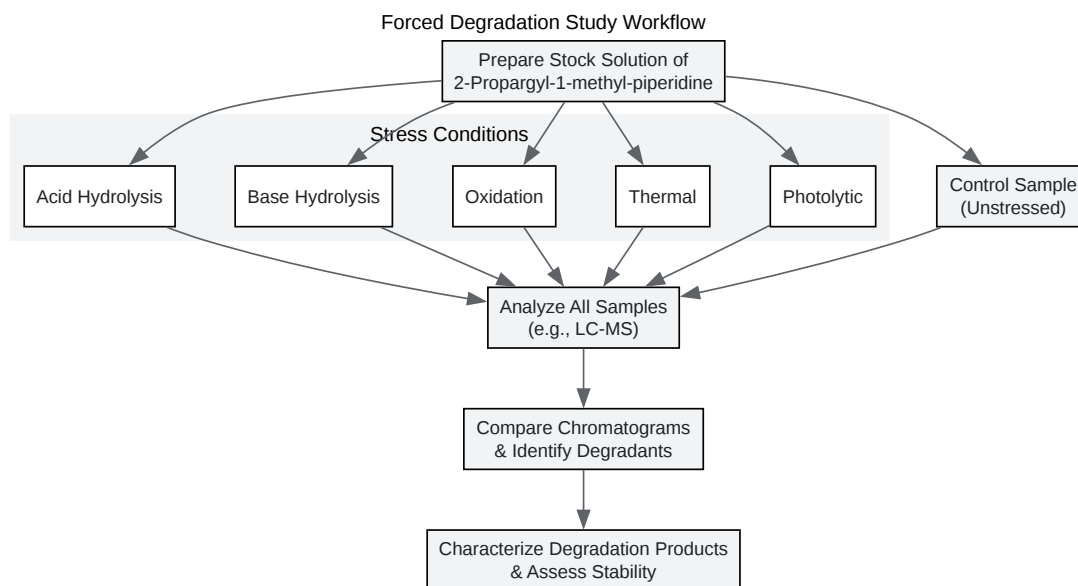 Forced Degradation Study Workflow
Prepare Stock Solution of
2-Propargyl-1-methyl-piperidine
Stress Conditions
Acid Hydrolysis
Base Hydrolysis
Oxidation
Thermal
Photolytic
Control Sample
(Unstressed)
Analyze All Samples
(e.g., LC-MS)
Compare Chromatograms
& Identify Degradants
Characterize Degradation Products
& Assess Stability